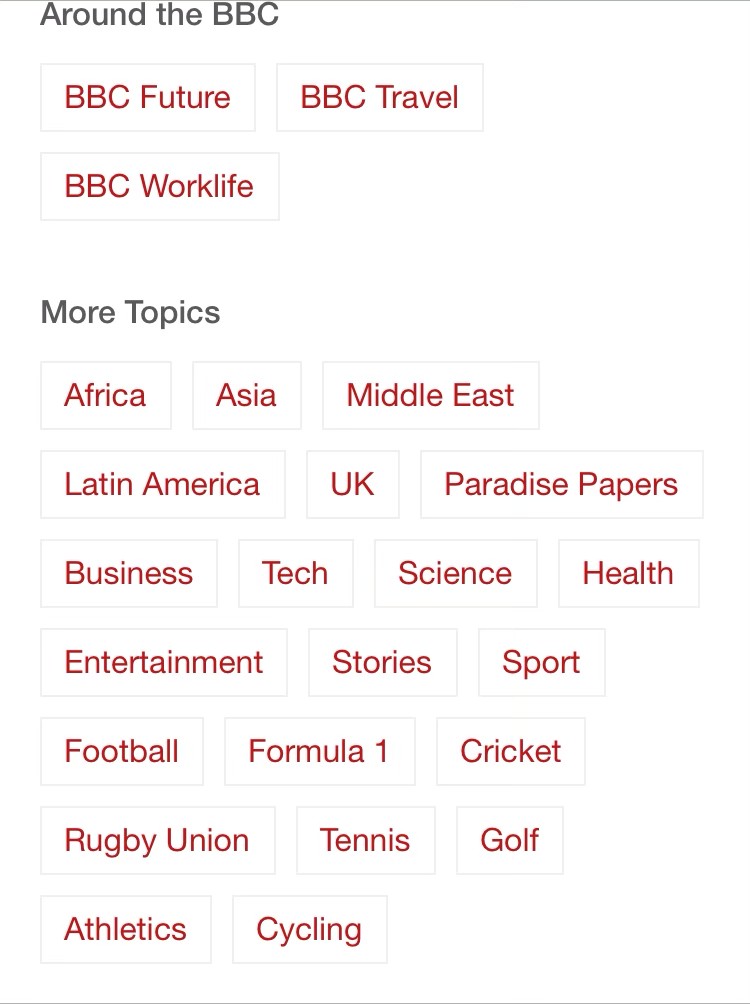 Around the BBC
BBC Future BBC Travel
BBC Worklife
More Topics
Africa Asia Middle East
Latin America UK Paradise Papers
Business Tech Science Health
Entertainment Stories Sport
Football Formula 1 Cricket
Rugby Union Tennis Golf
Athletics Cycling